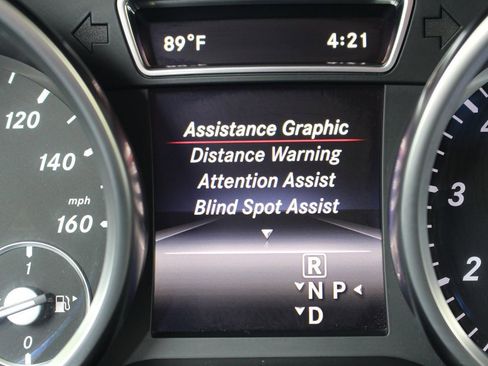 89°F 4:21
Assistance Graphic
Distance Warning
Attention Assist
Blind Spot Assist
R
N P
D
120
140
mph
160
1
0
4
3
2